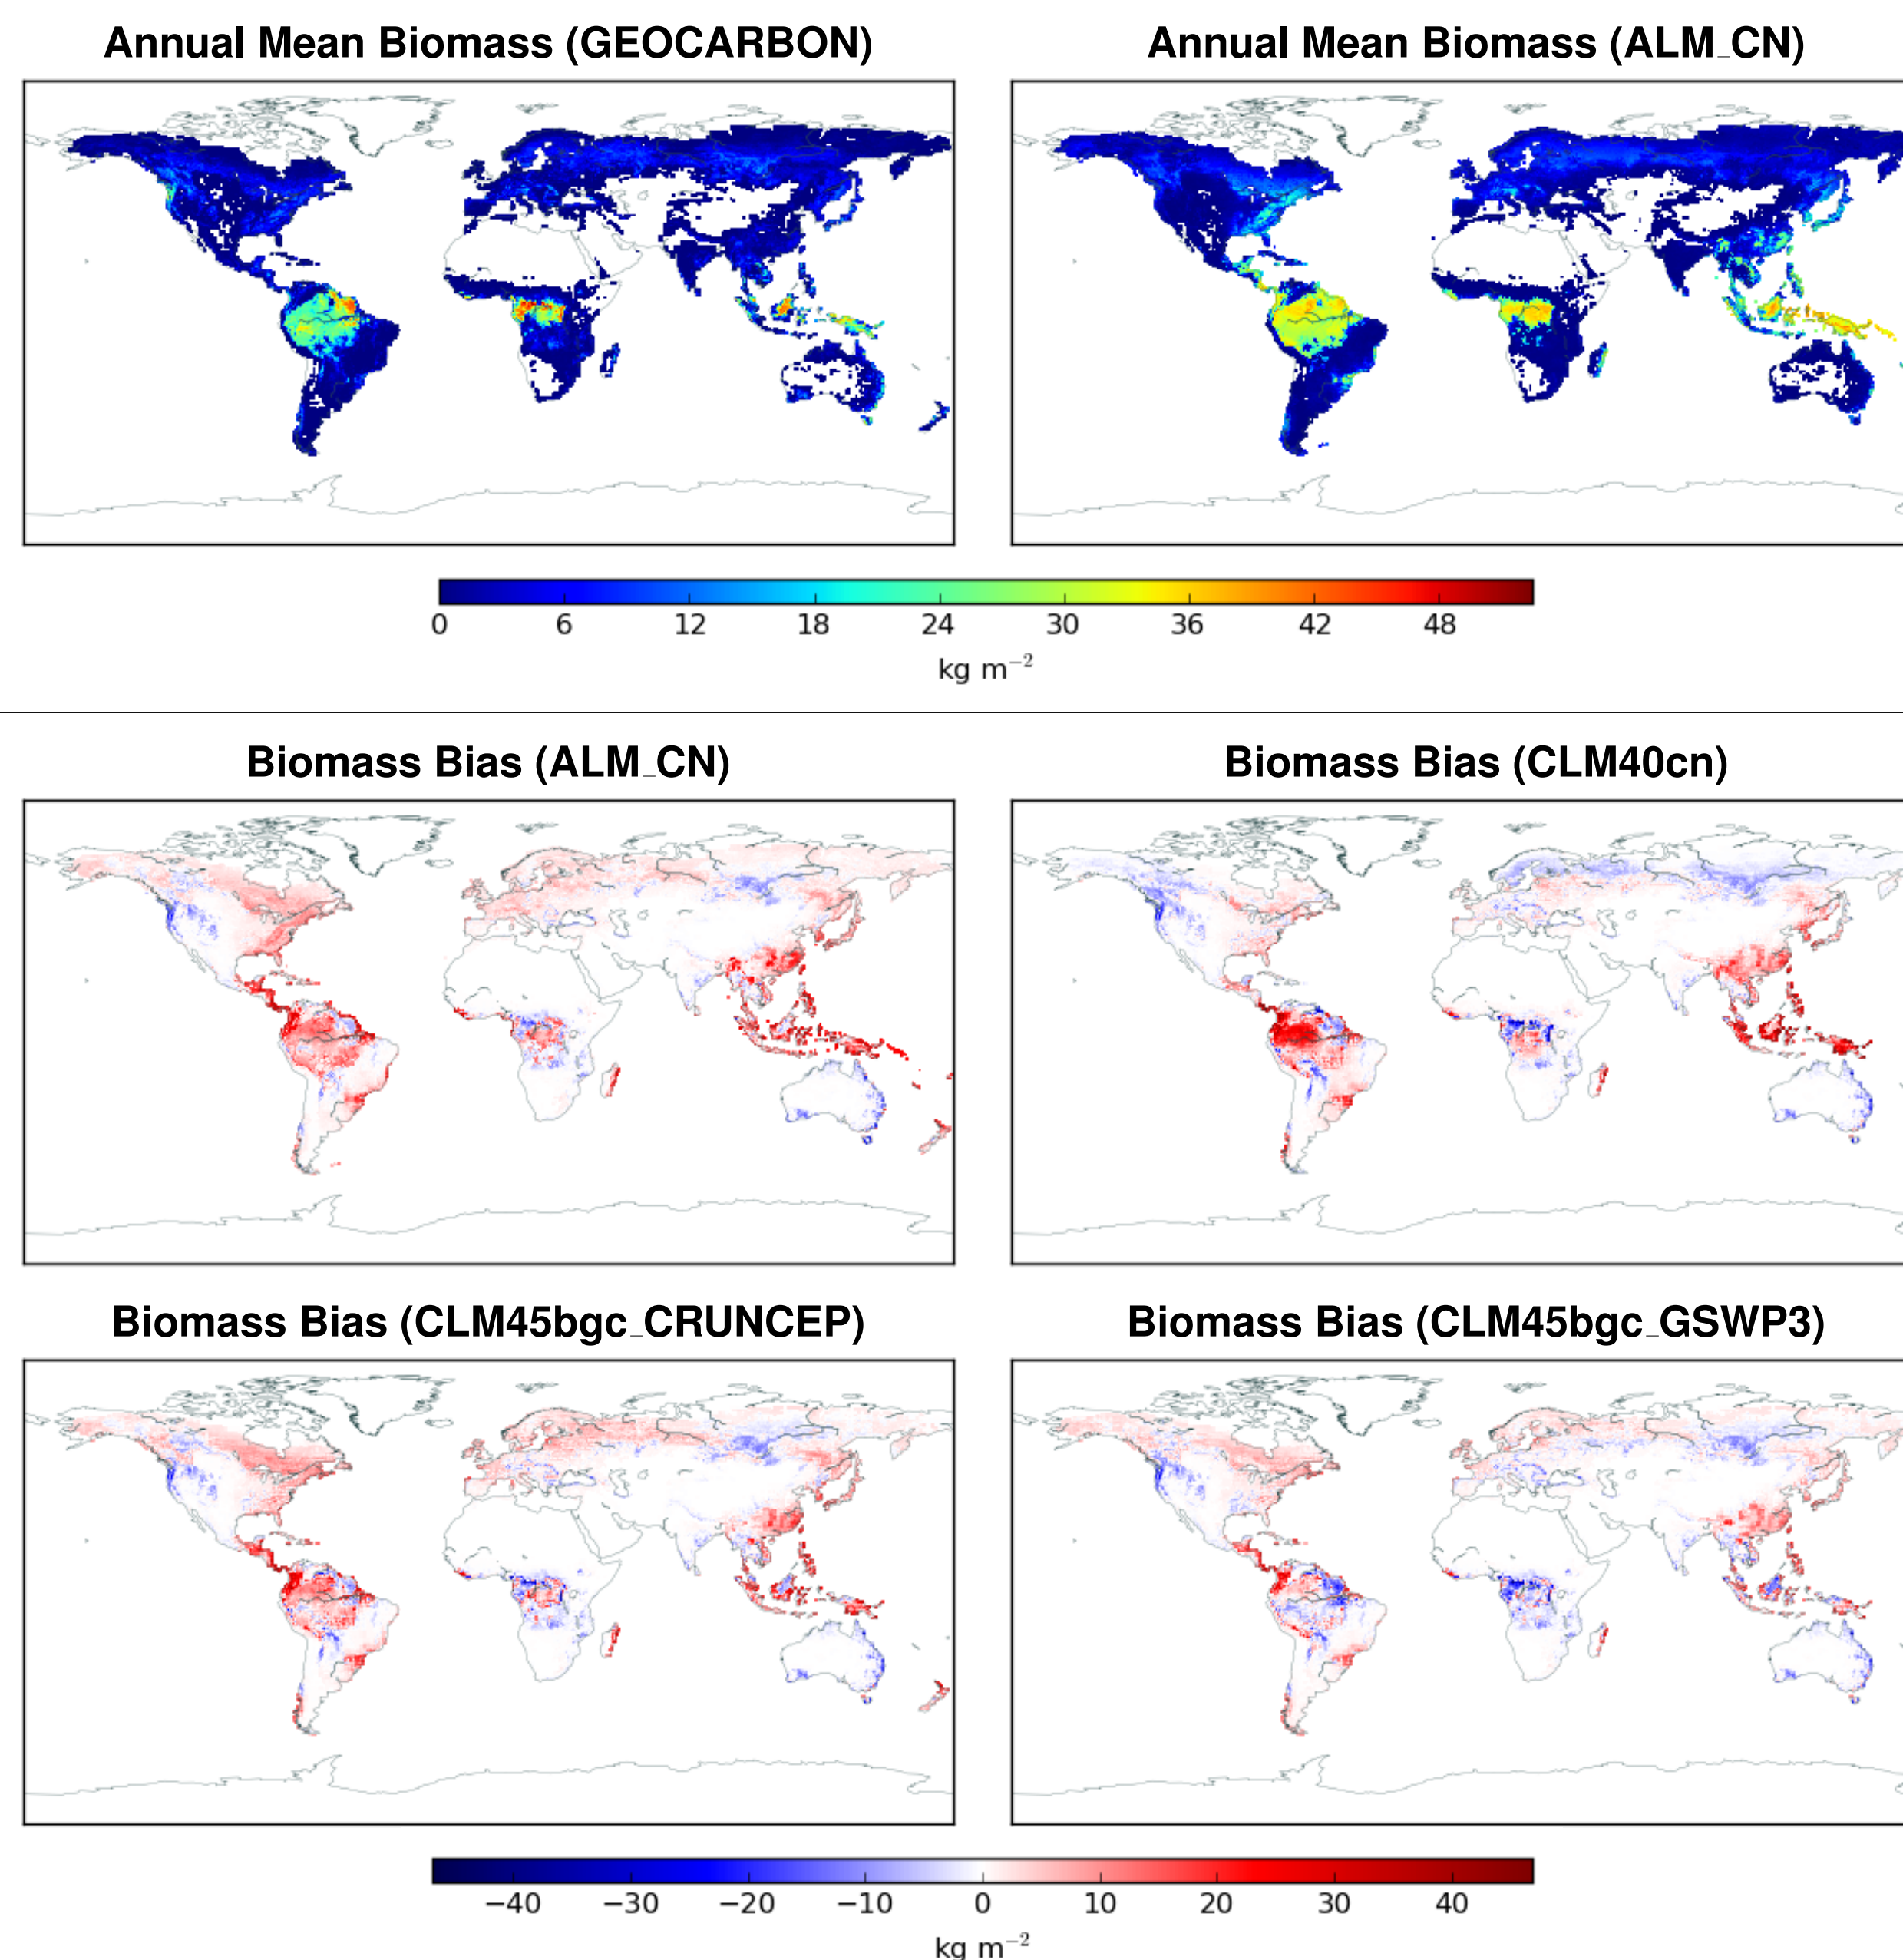 Annual Mean Biomass (GEOCARBON)
Annual Mean Biomass (ALM_CN)
0 6 12 18 24 30 36 42 48
kg m⁻²
Biomass Bias (ALM_CN)
Biomass Bias (CLM40cn)
Biomass Bias (CLM45bgc_CRUNCEP)
Biomass Bias (CLM45bgc_GSWP3)
−40 −30 −20 −10 0 10 20 30 40
kg m⁻²